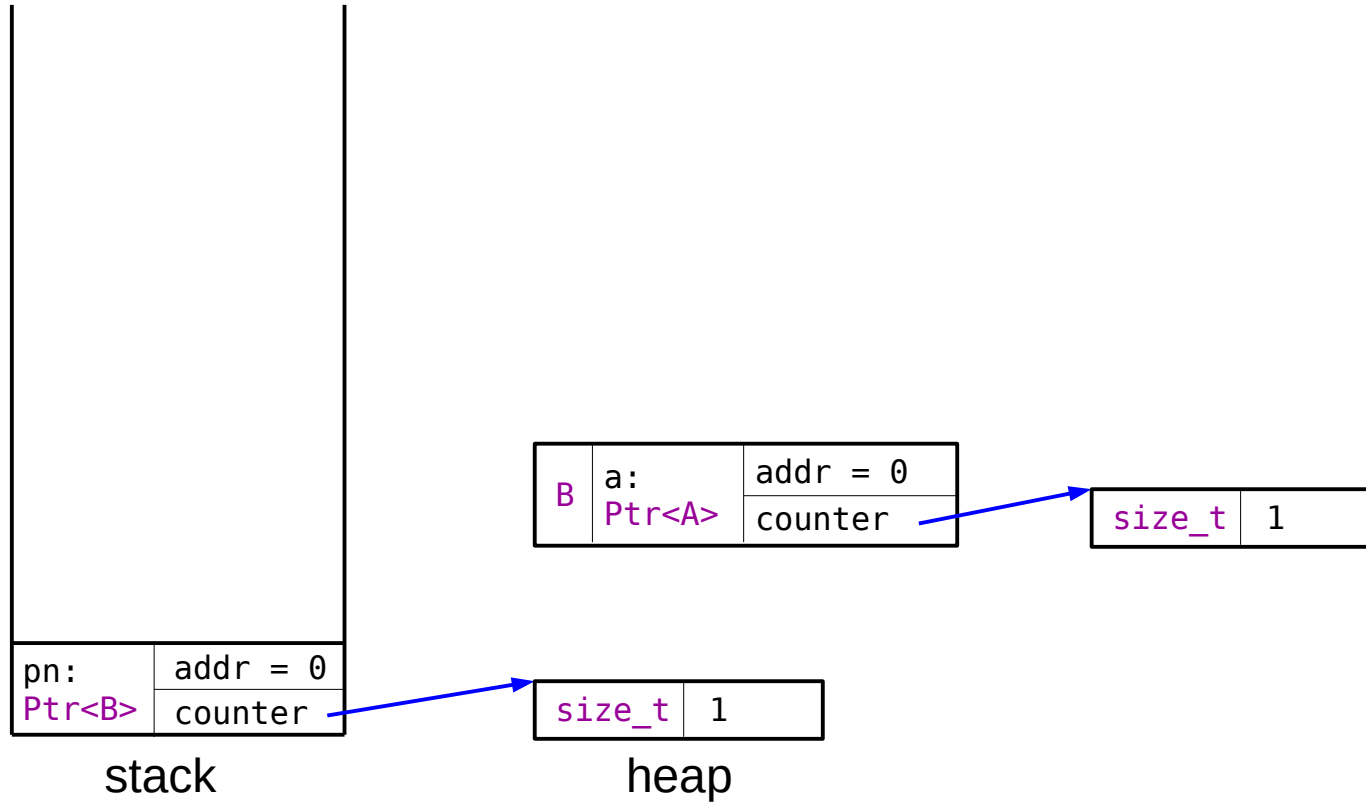 B
a:
Ptr<A>
addr = 0
counter
size_t 1
pn:
Ptr<B>
addr = 0
counter
size_t 1
stack
heap